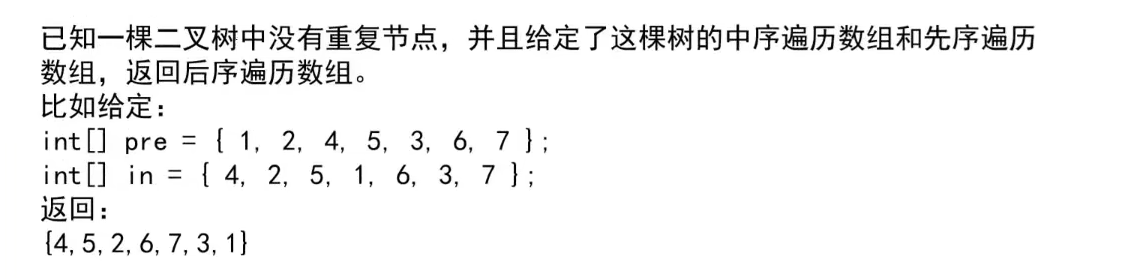 已知一棵二叉树中没有重复节点，并且给定了这棵树的中序遍历数组和先序遍历
数组，返回后序遍历数组。
比如给定：
int[] pre = { 1, 2, 4, 5, 3, 6, 7 };
int[] in = { 4, 2, 5, 1, 6, 3, 7 };
返回：
{4,5,2,6,7,3,1}